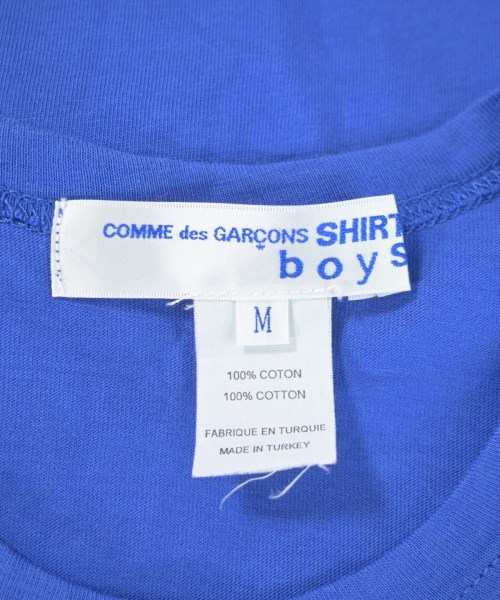 COMME des GARÇONS SHIRT
*
boys
M
100% COTON
100% COTTON
FABRIQUE EN TURQUIE
MADE IN TURKEY